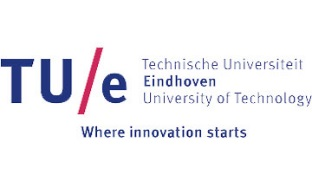 TU/e
Technische Universiteit
Eindhoven
University of Technology
Where innovation starts